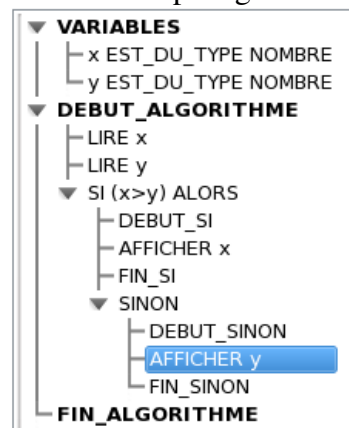 VARIABLES
x EST_DU_TYPE NOMBRE
y EST_DU_TYPE NOMBRE
DEBUT_ALGORITHME
LIRE x
LIRE y
SI (x>y) ALORS
DEBUT_SI
AFFICHER x
FIN_SI
SINON
DEBUT_SINON
AFFICHER y
FIN_SINON
FIN_ALGORITHME